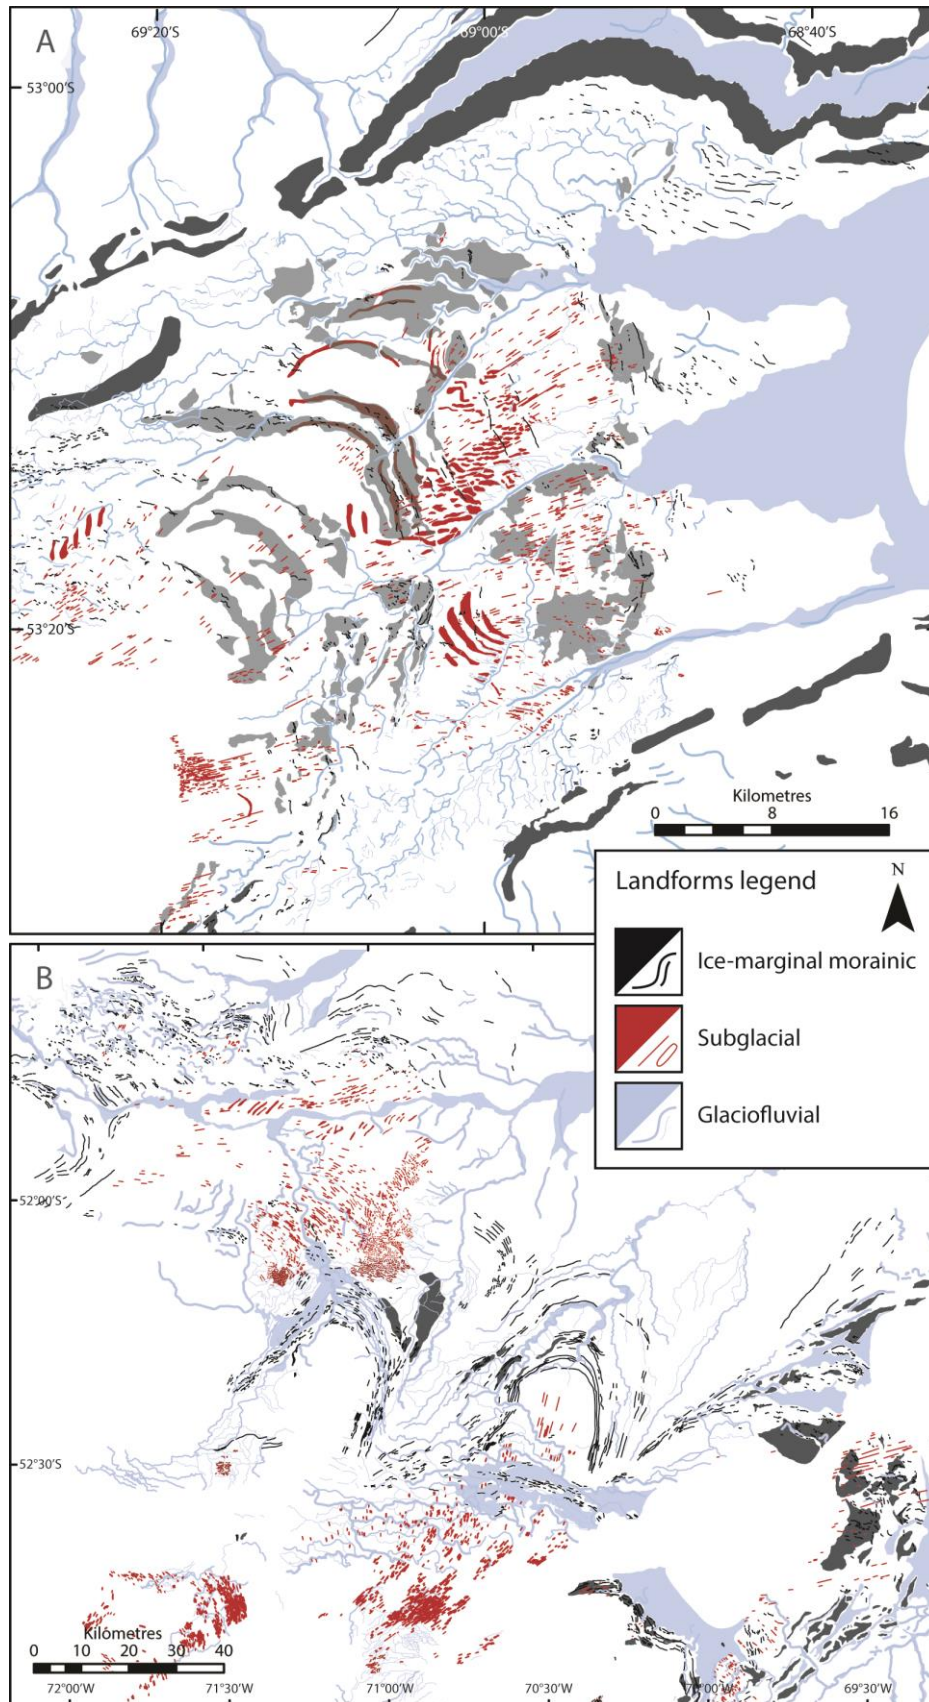 A
69°20'S
69°00'S
68°40'S
53°00'S
53°20'S
Kilometres
0 8 16
Landforms legend
N
Ice-marginal morainic
Subglacial
Glaciofluvial
B
52°00'S
52°30'S
Kilometres
0 10 20 30 40
72°00'W
71°30'W
71°00'W
70°30'W
70°00'W
69°30'W